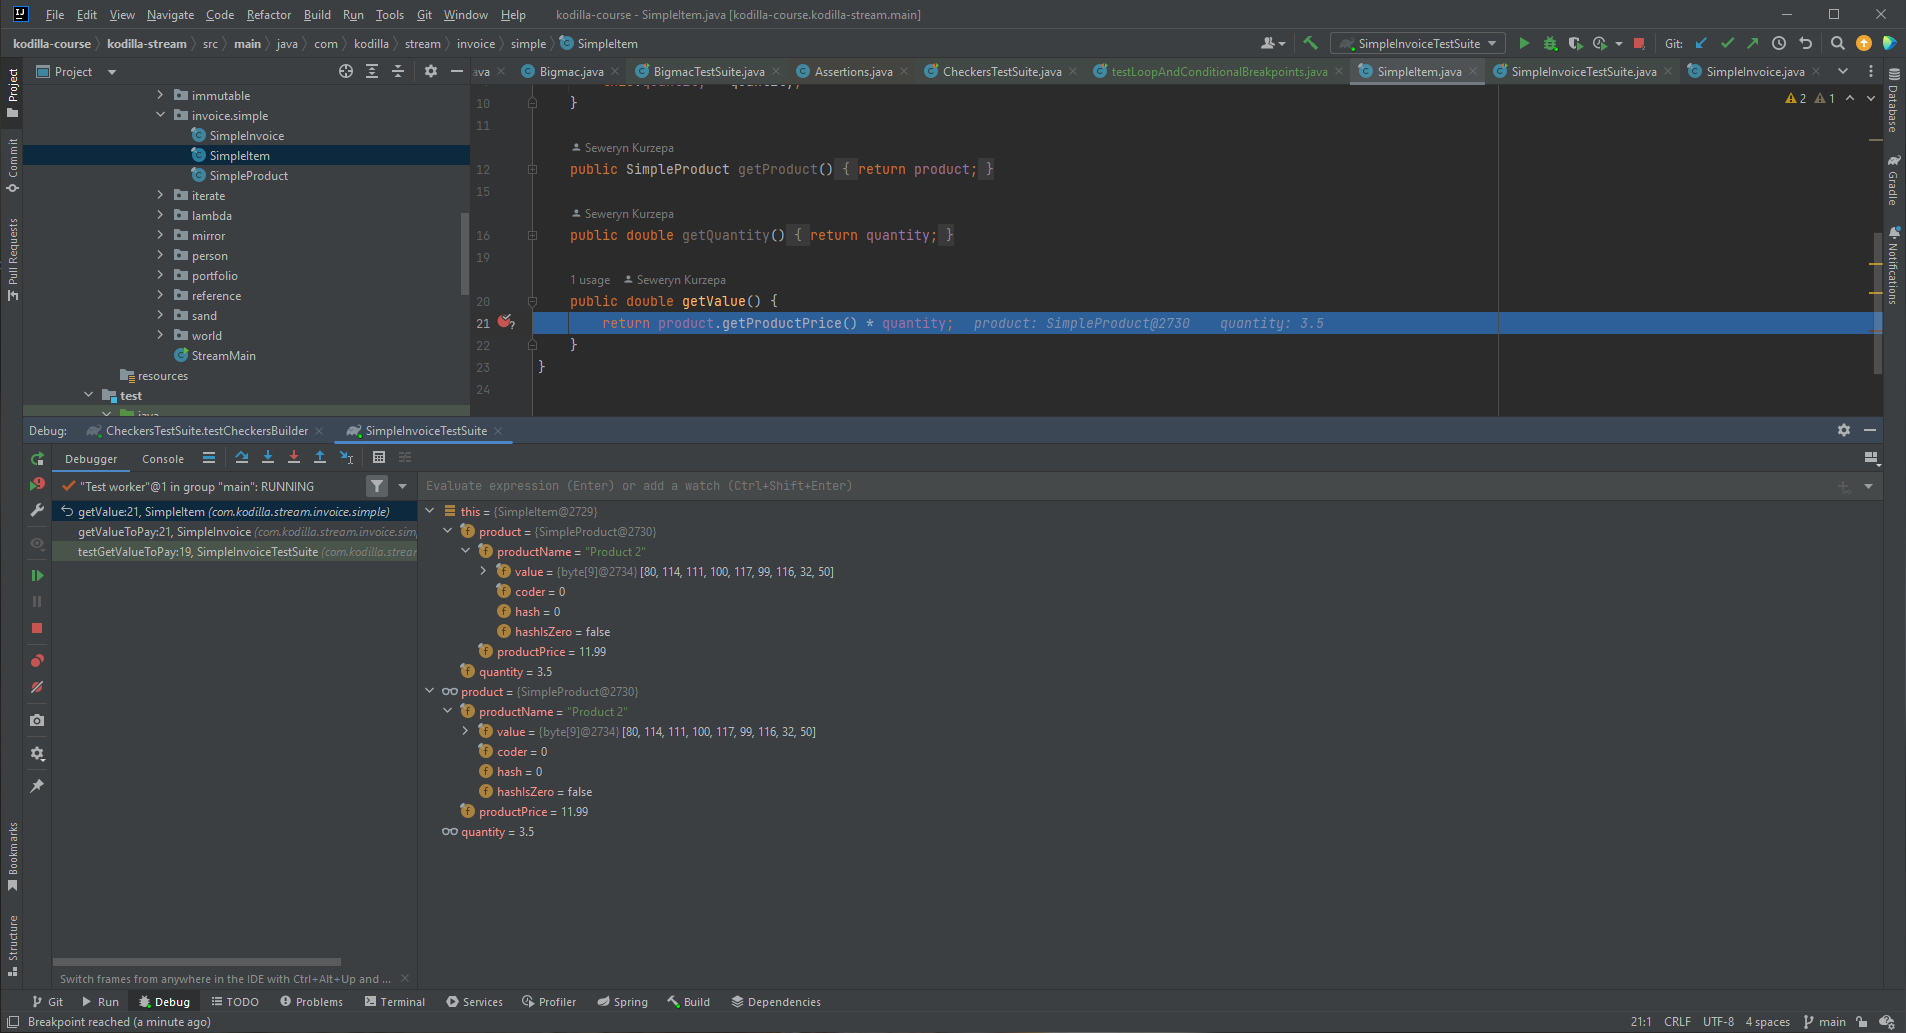 File Edit View Navigate Code Refactor Build Run Tools Git Window Help kodilla-course - SimpleItem.java [kodilla-course.kodilla-stream.main]
kodilla-course kodilla-stream src main java com kodilla stream invoice simple SimpleItem
SimpleInvoiceTestSuite Git:
Project
ava Bigmac.java BigmacTestSuite.java Assertions.java CheckersTestSuite.java testLoopAndConditionalBreakpoints.java SimpleItem.java SimpleInvoiceTestSuite.java SimpleInvoice.java
Project
Commit
Pull Requests
Bookmarks
Structure
immutable
invoice.simple
SimpleInvoice
SimpleItem
SimpleProduct
iterate
lambda
mirror
person
portfolio
reference
sand
world
StreamMain
resources
test
java
2 1
10 }
11
Seweryn Kurzepa
12 public SimpleProduct getProduct() { return product; }
15
Seweryn Kurzepa
16 public double getQuantity() { return quantity; }
19
1 usage Seweryn Kurzepa
20 public double getValue() {
21 return product.getProductPrice() * quantity; product: SimpleProduct@2730 quantity: 3.5
22 }
23 }
24
Database
Gradle
Notifications
Debug: CheckersTestSuite.testCheckersBuilder SimpleInvoiceTestSuite
Debugger Console
"Test worker"@1 in group "main": RUNNING
Evaluate expression (Enter) or add a watch (Ctrl+Shift+Enter)
getValue:21, SimpleItem (com.kodilla.stream.invoice.simple)
getValueToPay:21, SimpleInvoice (com.kodilla.stream.invoice.sim
testGetValueToPay:19, SimpleInvoiceTestSuite (com.kodilla.strear
this = {SimpleItem@2729}
product = {SimpleProduct@2730}
productName = "Product 2"
value = {byte[9]@2734} [80, 114, 111, 100, 117, 99, 116, 32, 50]
coder = 0
hash = 0
hashIsZero = false
productPrice = 11.99
quantity = 3.5
product = {SimpleProduct@2730}
productName = "Product 2"
value = {byte[9]@2734} [80, 114, 111, 100, 117, 99, 116, 32, 50]
coder = 0
hash = 0
hashIsZero = false
productPrice = 11.99
quantity = 3.5
Switch frames from anywhere in the IDE with Ctrl+Alt+Up and ...
Git Run Debug TODO Problems Terminal Services Profiler Spring Build Dependencies
Breakpoint reached (a minute ago)
21:1 CRLF UTF-8 4 spaces main